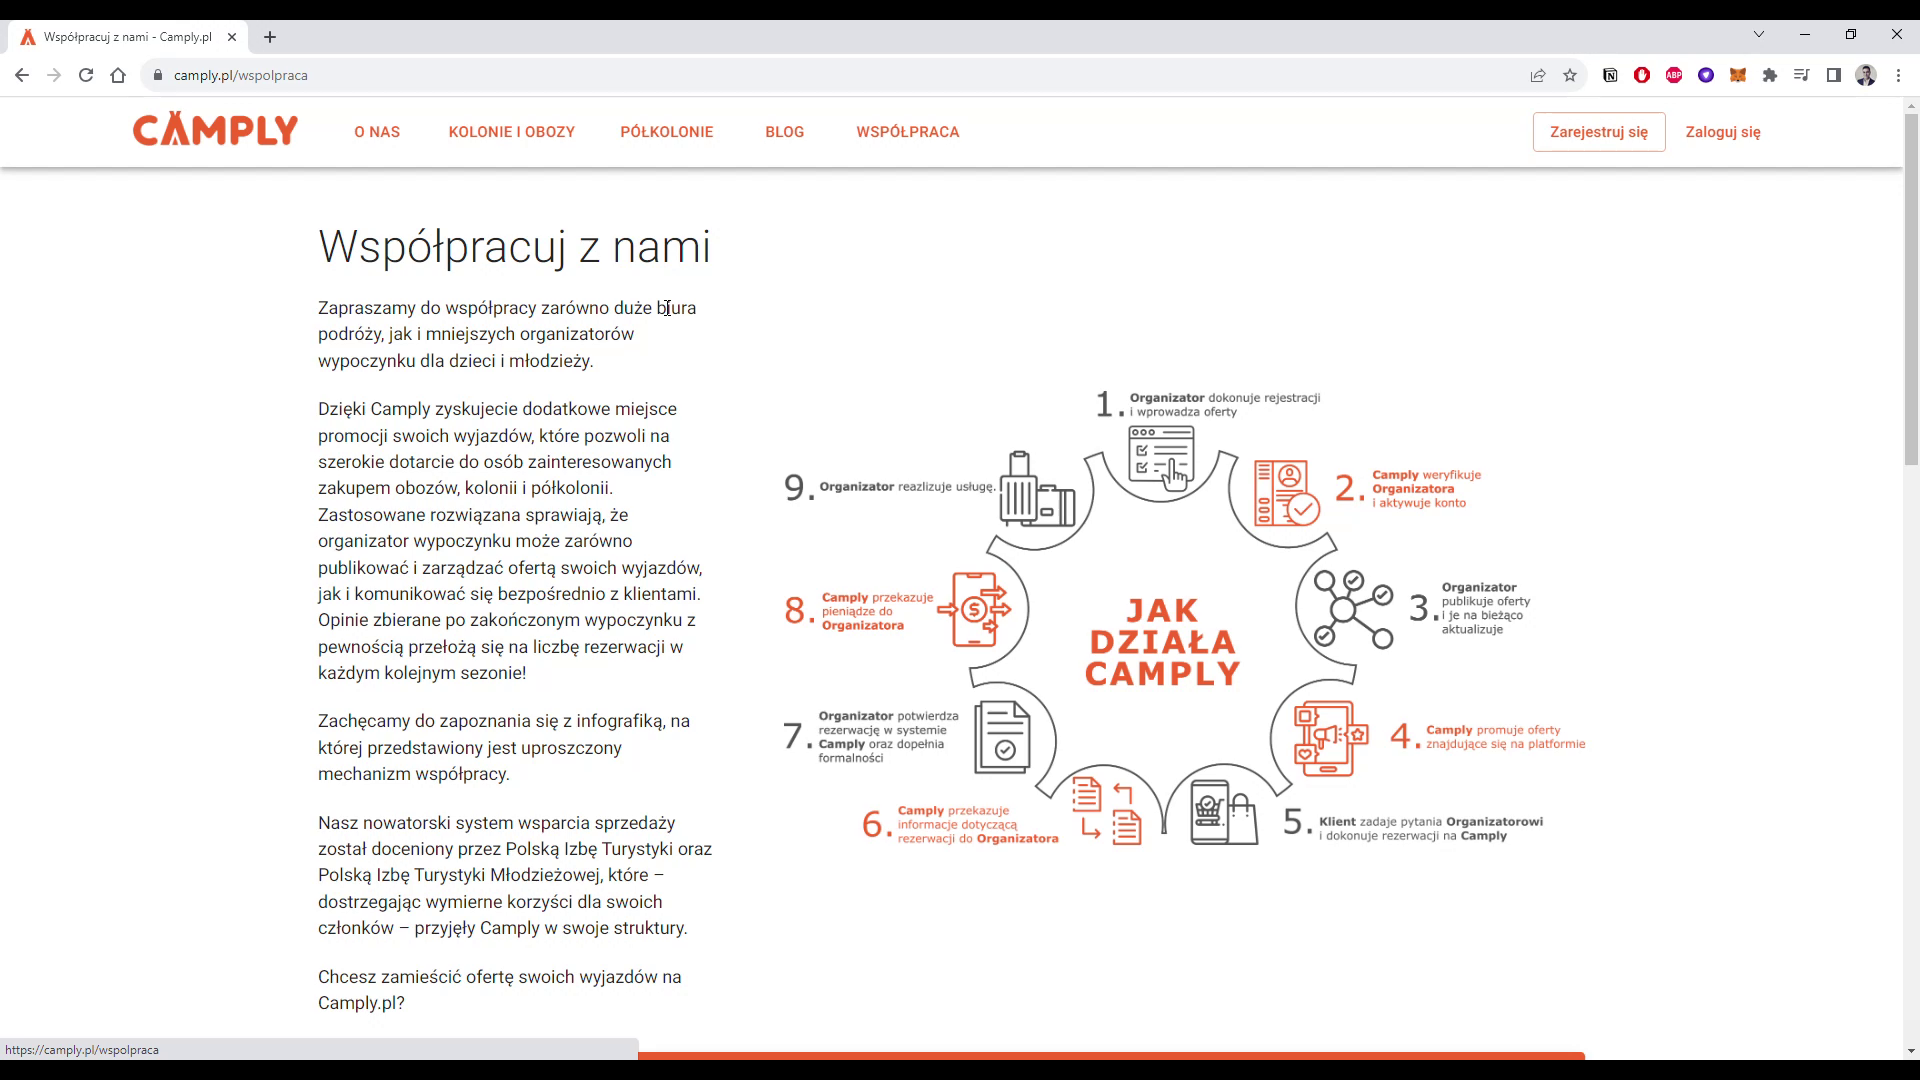 Współpracuj z nami - Camply.pl
camply.pl/wspolpraca
ABP
CAMPLY
O NAS
KOLONIE I OBOZY
PÓŁKOLONIE
BLOG
WSPÓŁPRACA
Zarejestruj się
Zaloguj się
Współpracuj z nami
Zapraszamy do współpracy zarówno duże biura
podróży, jak i mniejszych organizatorów
wypoczynku dla dzieci i młodzieży.
Dzięki Camply zyskujecie dodatkowe miejsce
promocji swoich wyjazdów, które pozwoli na
szerokie dotarcie do osób zainteresowanych
zakupem obozów, kolonii i półkolonii.
Zastosowane rozwiązana sprawiają, że
organizator wypoczynku może zarówno
publikować i zarządzać ofertą swoich wyjazdów,
jak i komunikować się bezpośrednio z klientami.
Opinie zbierane po zakończonym wypoczynku z
pewnością przełożą się na liczbę rezerwacji w
każdym kolejnym sezonie!
Zachęcamy do zapoznania się z infografiką, na
której przedstawiony jest uproszczony
mechanizm współpracy.
Nasz nowatorski system wsparcia sprzedaży
został doceniony przez Polską Izbę Turystyki oraz
Polską Izbę Turystyki Młodzieżowej, które –
dostrzegając wymierne korzyści dla swoich
członków – przyjęły Camply w swoje struktury.
Chcesz zamieścić ofertę swoich wyjazdów na
Camply.pl?
JAK
DZIAŁA
CAMPLY
1. Organizator dokonuje rejestracji
i wprowadza oferty
2. Camply weryfikuje
Organizatora
i aktywuje konto
3. Organizator
publikuje oferty
i je na bieżąco
aktualizuje
4. Camply promuje oferty
znajdujące się na platformie
5. Klient zadaje pytania Organizatorowi
i dokonuje rezerwacji na Camply
6. Camply przekazuje
informacje dotyczącą
rezerwacji do Organizatora
7. Organizator potwierdza
rezerwację w systemie
Camply oraz dopełnia
formalności
8. Camply przekazuje
pieniądze do
Organizatora
9. Organizator reazlizuje usługę.
https://camply.pl/wspolpraca